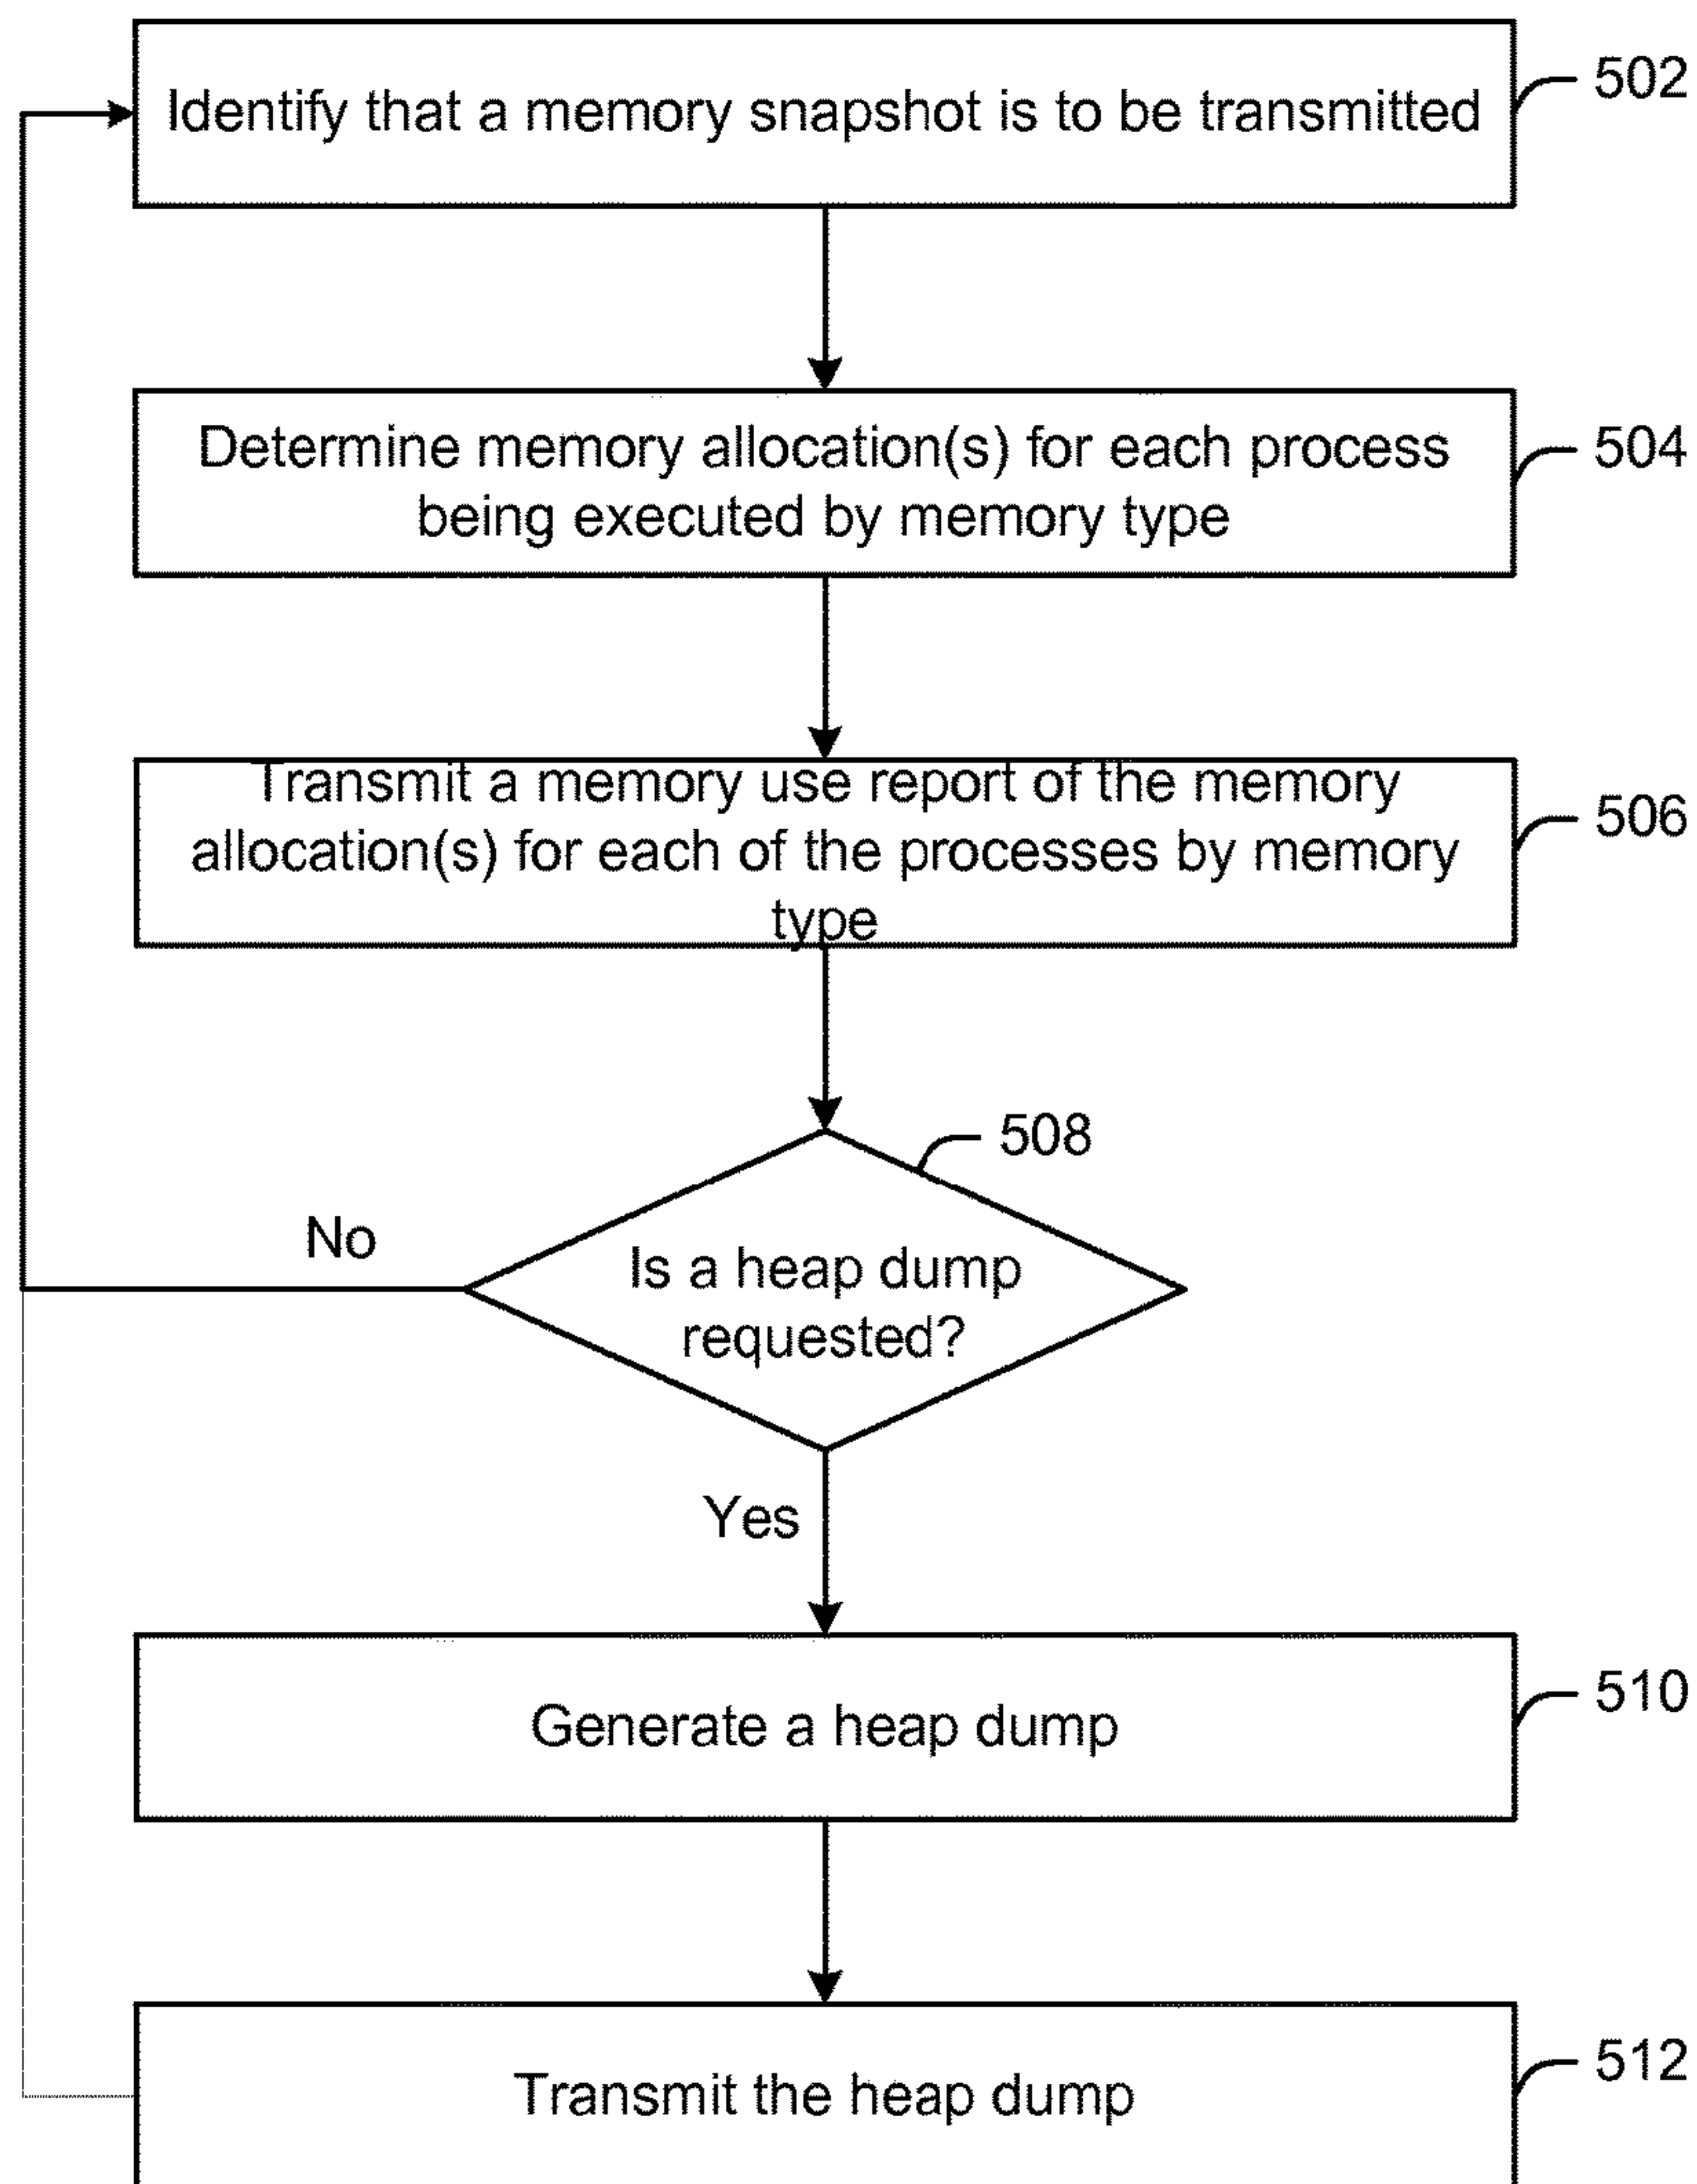 Identify that a memory snapshot is to be transmitted
502
Determine memory allocation(s) for each process
being executed by memory type
504
Transmit a memory use report of the memory
allocation(s) for each of the processes by memory
type
506
508
No
Is a heap dump
requested?
Yes
Generate a heap dump
510
Transmit the heap dump
512